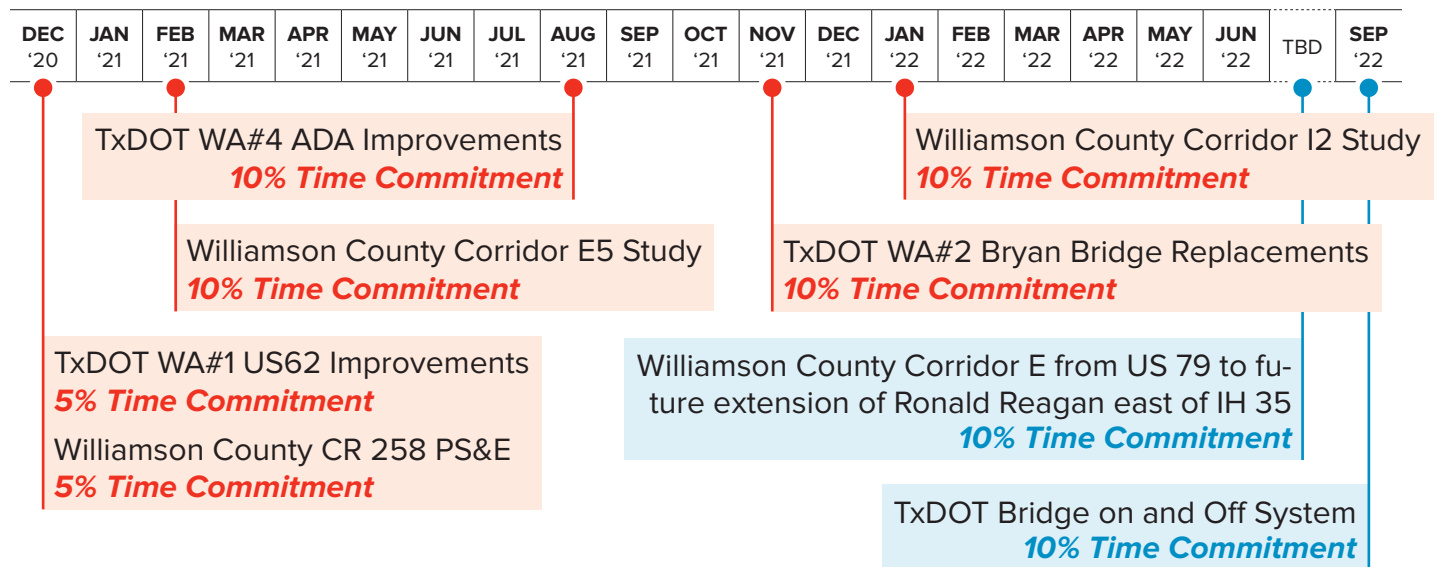 DEC JAN FEB MAR APR MAY JUN JUL AUG SEP OCT NOV DEC JAN FEB MAR APR MAY JUN TBD SEP
‘20 ‘21 ‘21 ‘21 ‘21 ‘21 ‘21 ‘21 ‘21 ‘21 ‘21 ‘21 ‘21 ‘22 ‘22 ‘22 ‘22 ‘22 ‘22 ‘22
TxDOT WA#4 ADA Improvements
10% Time Commitment
Williamson County Corridor I2 Study
10% Time Commitment
Williamson County Corridor E5 Study
10% Time Commitment
TxDOT WA#2 Bryan Bridge Replacements
10% Time Commitment
TxDOT WA#1 US62 Improvements
5% Time Commitment
Williamson County CR 258 PS&E
5% Time Commitment
Williamson County Corridor E from US 79 to fu-
ture extension of Ronald Reagan east of IH 35
10% Time Commitment
TxDOT Bridge on and Off System
10% Time Commitment